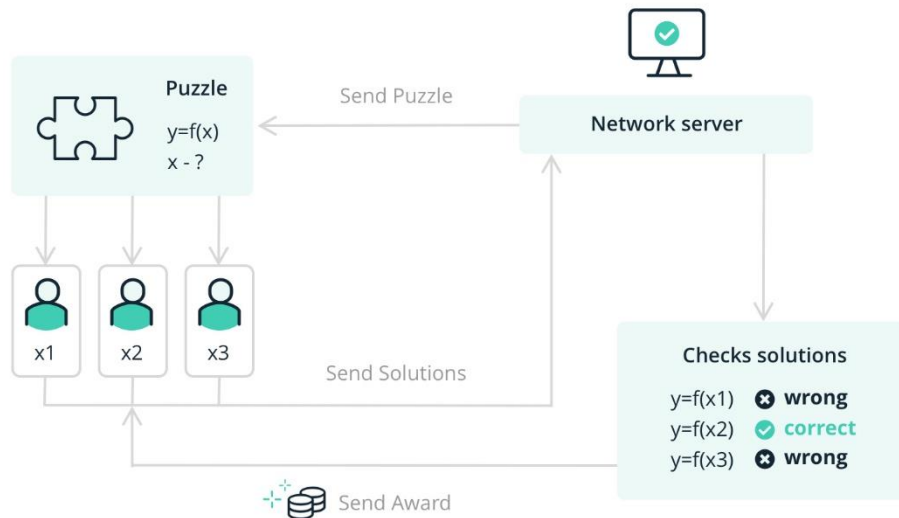 Puzzle
y=f(x)
x - ?
Send Puzzle
Network server
x1
x2
x3
Send Solutions
Checks solutions
y=f(x1) wrong
y=f(x2) correct
y=f(x3) wrong
Send Award